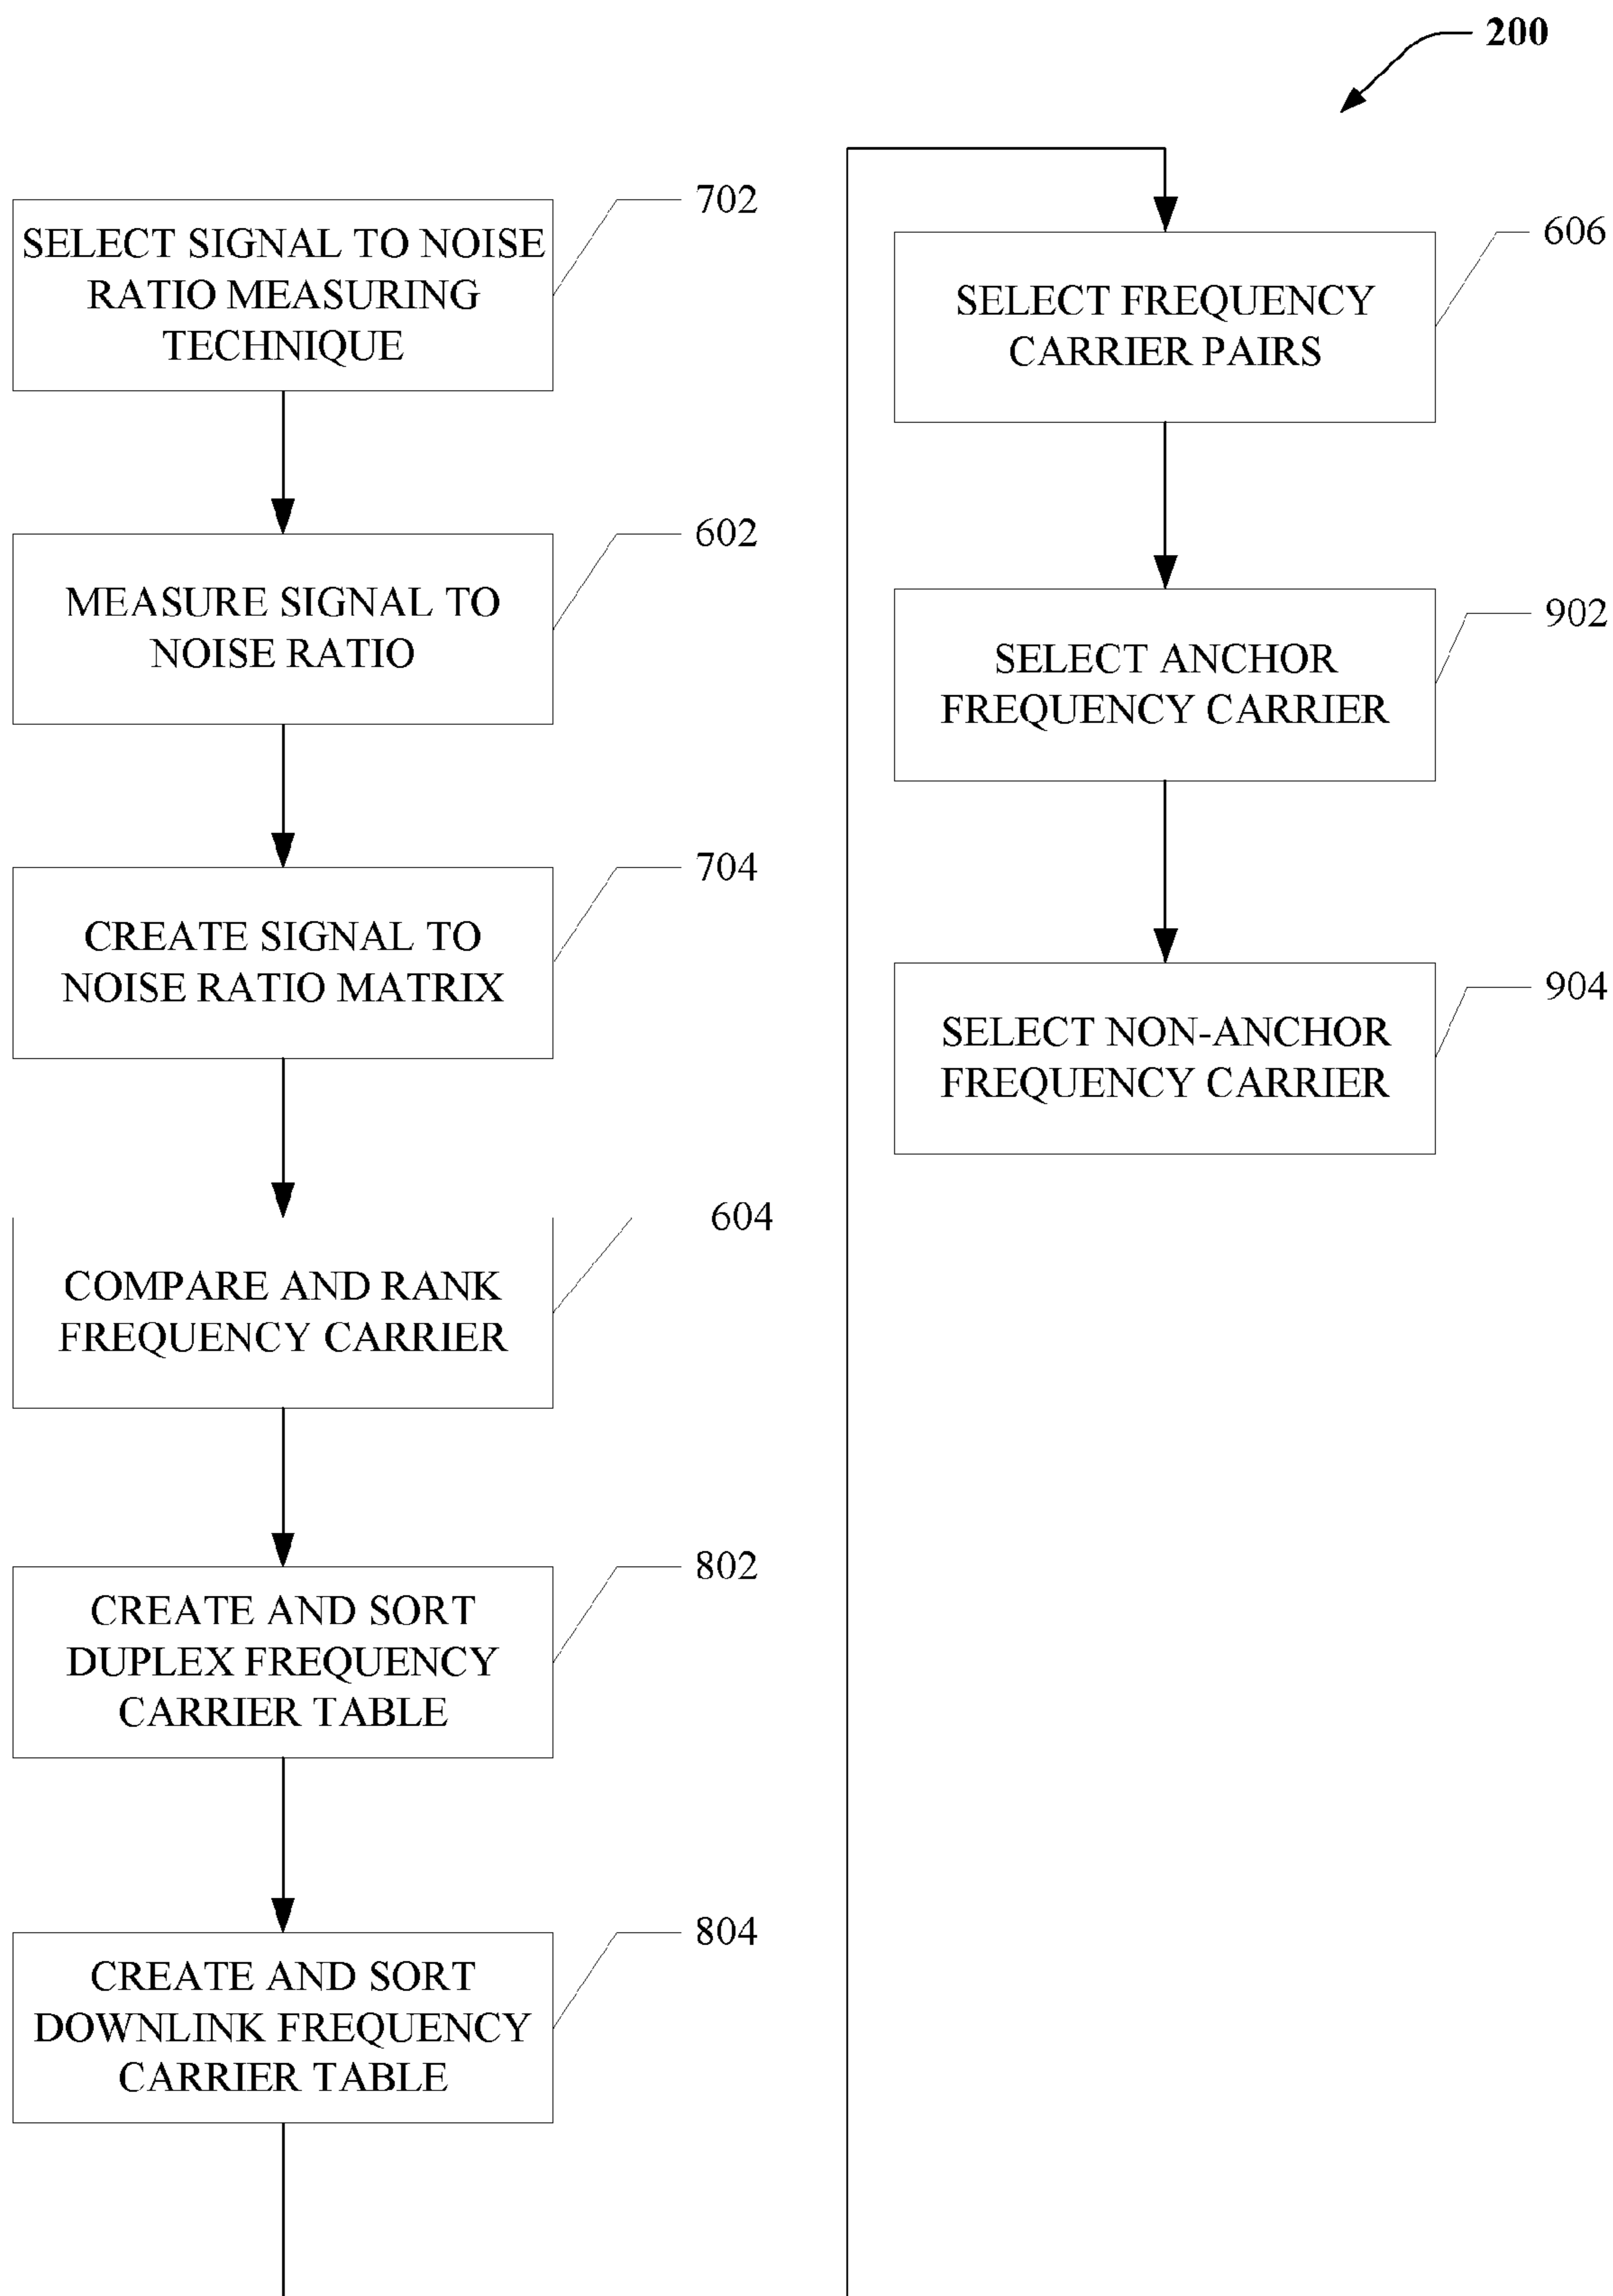 200
702
SELECT SIGNAL TO NOISE
RATIO MEASURING
TECHNIQUE
602
MEASURE SIGNAL TO
NOISE RATIO
704
CREATE SIGNAL TO
NOISE RATIO MATRIX
604
COMPARE AND RANK
FREQUENCY CARRIER
802
CREATE AND SORT
DUPLEX FREQUENCY
CARRIER TABLE
804
CREATE AND SORT
DOWNLINK FREQUENCY
CARRIER TABLE
606
SELECT FREQUENCY
CARRIER PAIRS
902
SELECT ANCHOR
FREQUENCY CARRIER
904
SELECT NON-ANCHOR
FREQUENCY CARRIER